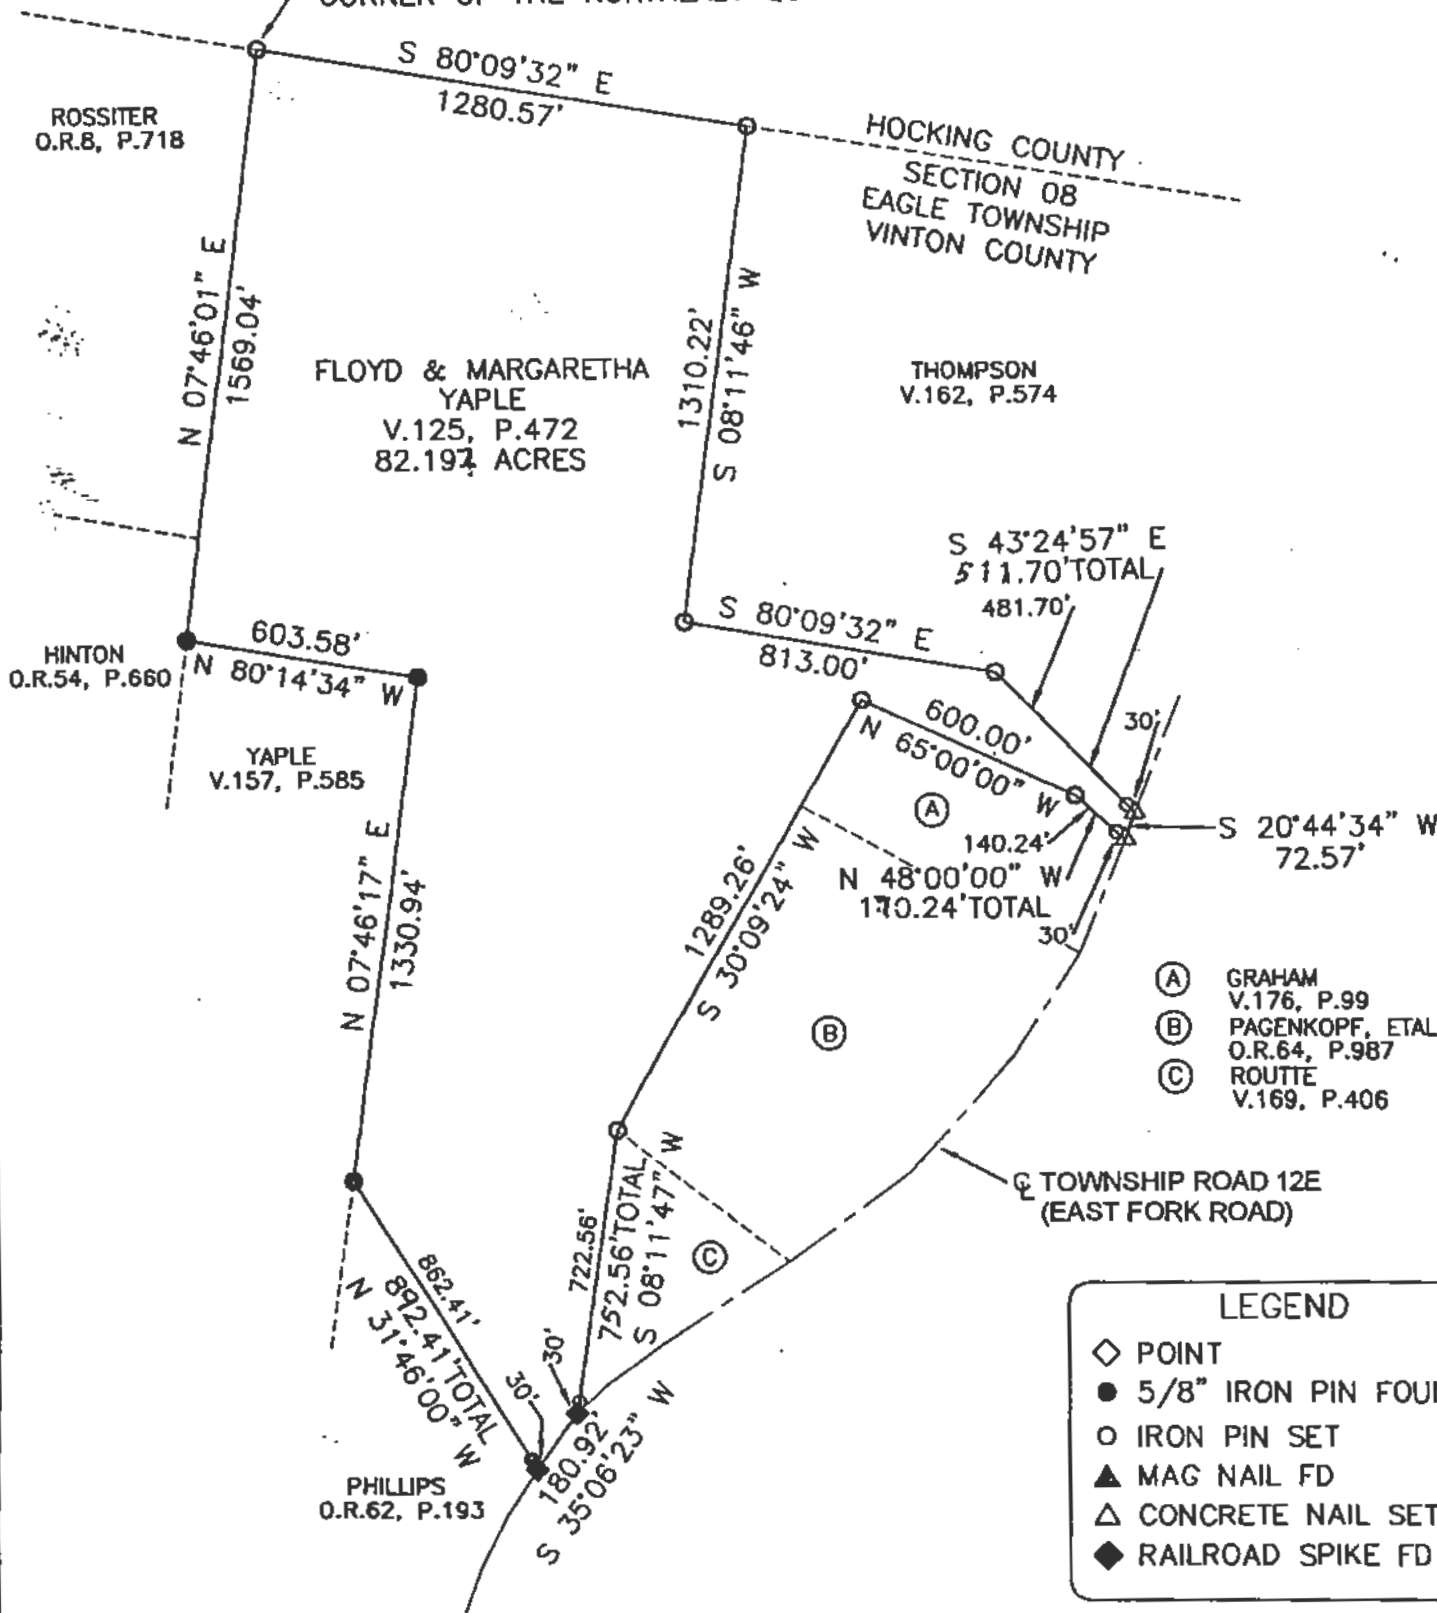 CORNER OF THE NORTHEAST
S 80°09'32" E
1280.57'
ROSSITER
O.R.8, P.718
HOCKING COUNTY
SECTION 08
EAGLE TOWNSHIP
VINTON COUNTY
N 07°46'01" E
1569.04'
FLOYD & MARGARETHA
YAPLE
V.125, P.472
82.197 ACRES
1310.22'
S 08°11'46" W
THOMPSON
V.162, P.574
S 43°24'57" E
511.70'TOTAL
481.70'
S 80°09'32" E
813.00'
HINTON
O.R.54, P.660
603.58'
N 80°14'34" W
600.00'
N 65°00'00" W
30'
YAPLE
V.157, P.585
A
140.24'
S 20°44'34" W
72.57'
N 48°00'00" W
170.24'TOTAL
30'
1289.26'
S 30°09'24" W
N 07°46'17" E
1330.94'
B
A GRAHAM
V.176, P.99
B PAGENKOPF, ETAL
O.R.64, P.987
C ROUTTE
V.169, P.406
℄ TOWNSHIP ROAD 12E
(EAST FORK ROAD)
722.56'
752.56'TOTAL
S 08°11'47" W
C
862.41'
892.41'TOTAL
N 31°46'00" W
30'
30'
180.92'
S 35°06'23" W
PHILLIPS
O.R.62, P.193
LEGEND
POINT
5/8" IRON PIN FOU
IRON PIN SET
MAG NAIL FD
CONCRETE NAIL SET
RAILROAD SPIKE FD